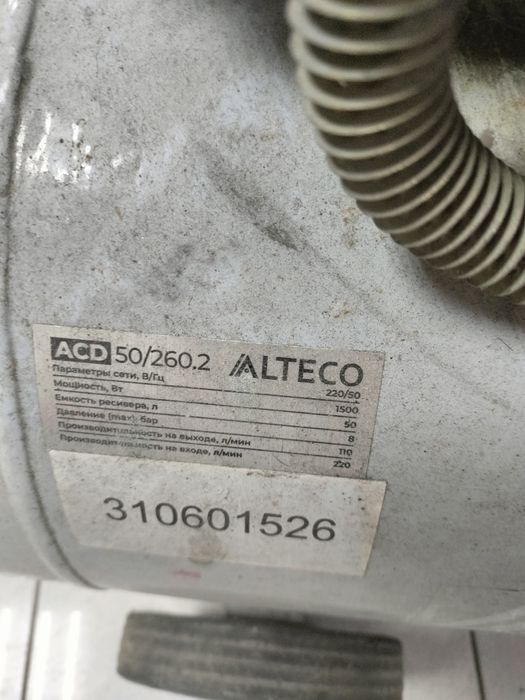 ACD 50/260.2 ALTECO
Параметры сети, В/Гц 220/50
Мощность, Вт 1500
Емкость ресивера, л 50
Давление (max), бар 8
Производительность на выходе, л/мин 110
Производительность на входе, л/мин 220
310601526